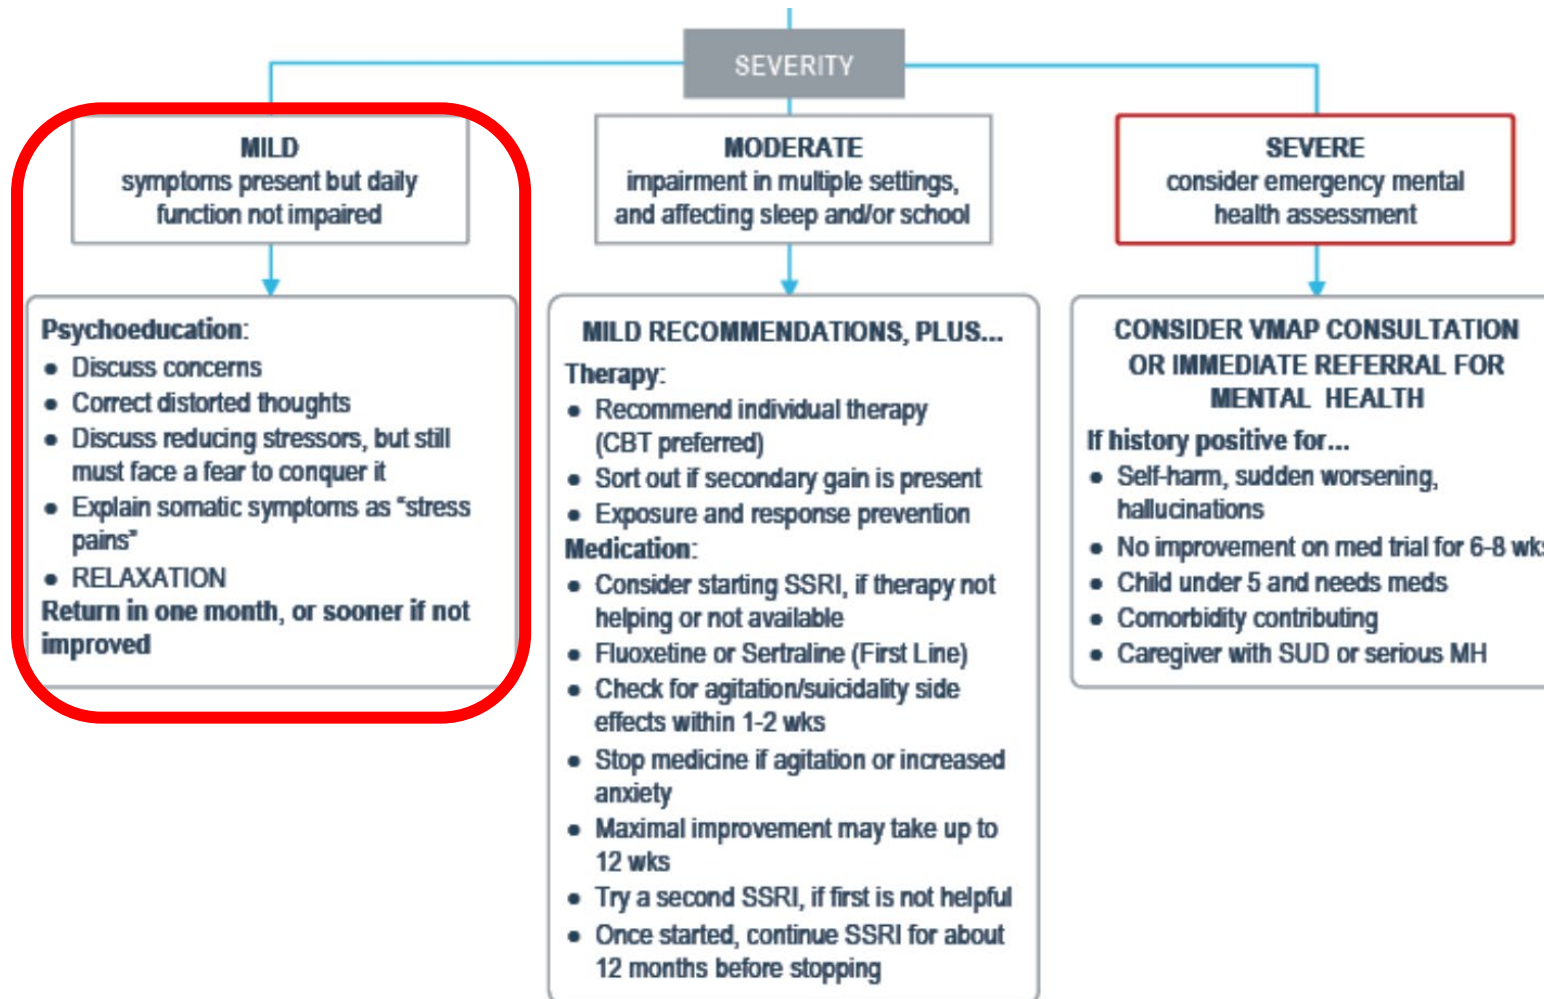 SEVERITY
MILD
symptoms present but daily
function not impaired
Psychoeducation:
• Discuss concerns
• Correct distorted thoughts
• Discuss reducing stressors, but still
must face a fear to conquer it
• Explain somatic symptoms as "stress
pains"
• RELAXATION
Return in one month, or sooner if not
improved
MODERATE
impairment in multiple settings,
and affecting sleep and/or school
MILD RECOMMENDATIONS, PLUS...
Therapy:
• Recommend individual therapy
(CBT preferred)
• Sort out if secondary gain is present
• Exposure and response prevention
Medication:
• Consider starting SSRI, if therapy not
helping or not available
• Fluoxetine or Sertraline (First Line)
• Check for agitation/suicidality side
effects within 1-2 wks
• Stop medicine if agitation or increased
anxiety
• Maximal improvement may take up to
12 wks
• Try a second SSRI, if first is not helpful
• Once started, continue SSRI for about
12 months before stopping
SEVERE
consider emergency mental
health assessment
CONSIDER VMAP CONSULTATION
OR IMMEDIATE REFERRAL FOR
MENTAL HEALTH
If history positive for...
• Self-harm, sudden worsening,
hallucinations
• No improvement on med trial for 6-8 wks
• Child under 5 and needs meds
• Comorbidity contributing
• Caregiver with SUD or serious MH